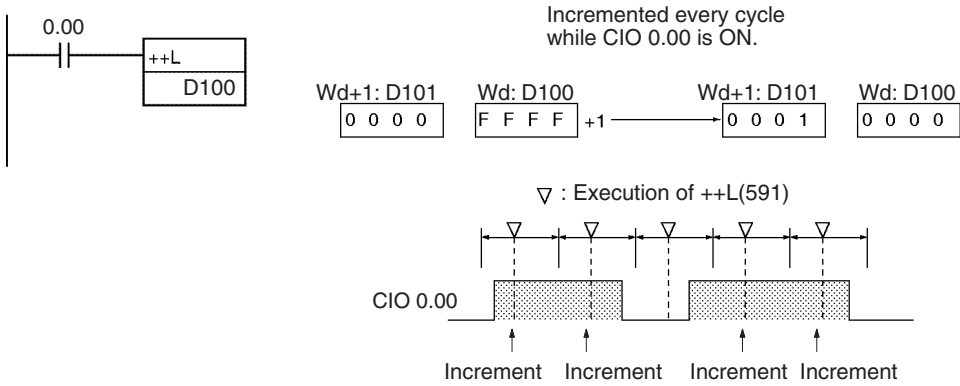 0.00
++L
D100
Incremented every cycle
while CIO 0.00 is ON.
Wd+1: D101 Wd: D100 Wd+1: D101 Wd: D100
0 0 0 0 F F F F +1 0 0 0 1 0 0 0 0
▽ : Execution of ++L(591)
CIO 0.00
Increment Increment Increment Increment